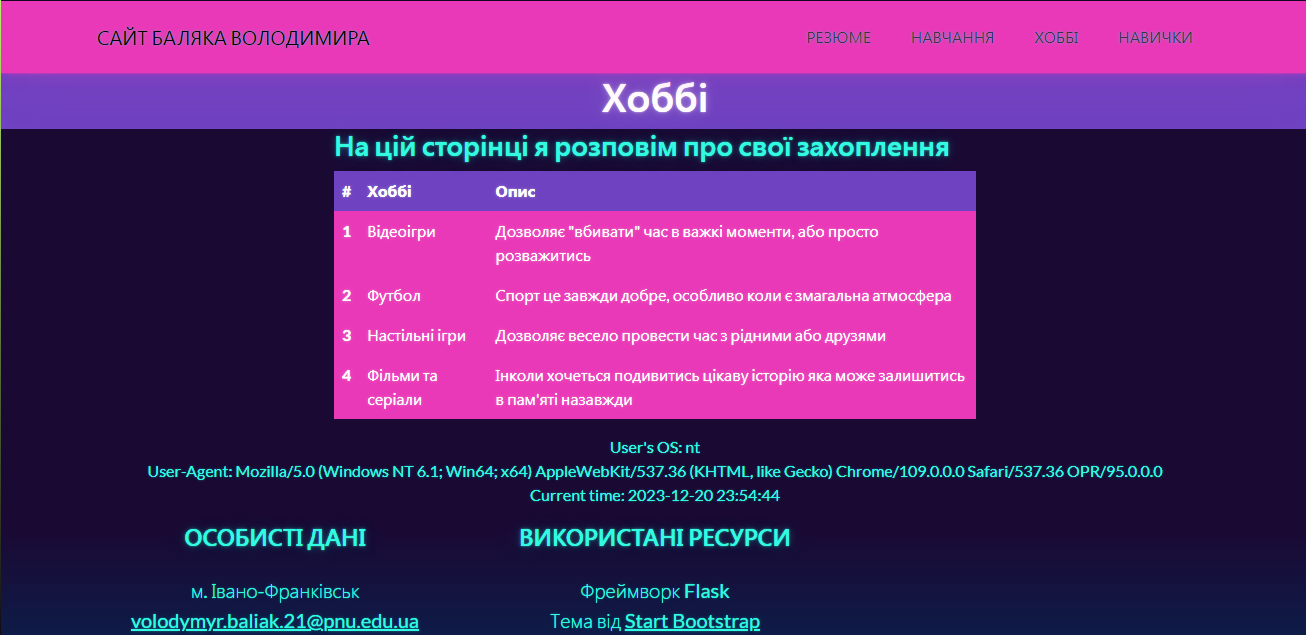 САЙТ БАЛЯКА ВОЛОДИМИРА РЕЗЮМЕ НАВЧАННЯ ХОББІ НАВИЧКИ
Хоббі
На цій сторінці я розповім про свої захоплення
# Хоббі Опис
1 Відеоігри Дозволяє "вбивати" час в важкі моменти, або просто
розважитись
2 Футбол Спорт це завжди добре, особливо коли є змагальна атмосфера
3 Настільні ігри Дозволяє весело провести час з рідними або друзями
4 Фільми та Інколи хочеться подивитись цікаву історію яка може залишитись
серіали в пам'яті назавжди
User's OS: nt
User-Agent: Mozilla/5.0 (Windows NT 6.1; Win64; x64) AppleWebKit/537.36 (KHTML, like Gecko) Chrome/109.0.0.0 Safari/537.36 OPR/95.0.0.0
Current time: 2023-12-20 23:54:44
ОСОБИСТІ ДАНІ ВИКОРИСТАНІ РЕСУРСИ
м. Івано-Франківськ Фреймворк Flask
volodymyr.baliak.21@pnu.edu.ua Тема від Start Bootstrap